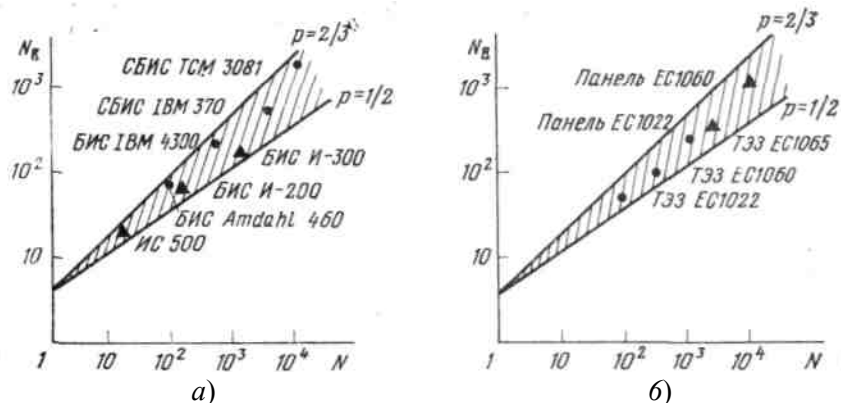 Nв
p=2/3
СБИС ТСМ 3081
10³
СБИС IBM 370
p=1/2
БИС IBM 4300
10²
БИС И-300
БИС И-200
БИС Amdahl 460
10
ИС 500
1 10 10² 10³ 10⁴ N
а)
Nв
p=2/3
Панель ЕС1060
10³
p=1/2
Панель ЕС1022
10²
ТЭЗ ЕС1065
ТЭЗ ЕС1060
ТЭЗ ЕС1022
10
1 10 10² 10³ 10⁴ N
б)